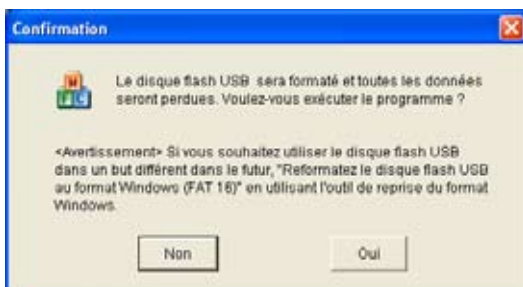 Confirmation
Le disque flash USB sera formaté et toutes les données
seront perdues. Voulez-vous exécuter le programme ?
<Avertissement> Si vous souhaitez utiliser le disque flash USB
dans un but différent dans le futur, "Reformatez le disque flash USB
au format Windows (FAT 16)" en utilisant l'outil de reprise du format
Windows.
Non
Oui